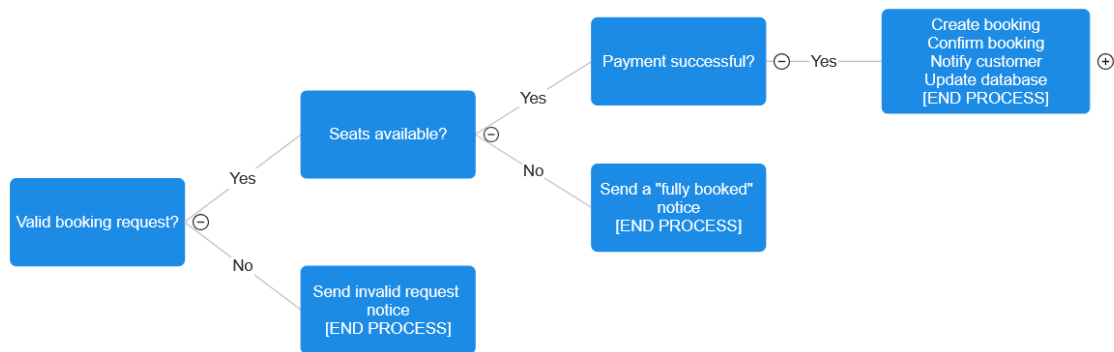 Valid booking request?
Yes
No
Seats available?
Send invalid request
notice
[END PROCESS]
Yes
No
Payment successful?
Send a "fully booked"
notice
[END PROCESS]
Yes
Create booking
Confirm booking
Notify customer
Update database
[END PROCESS]